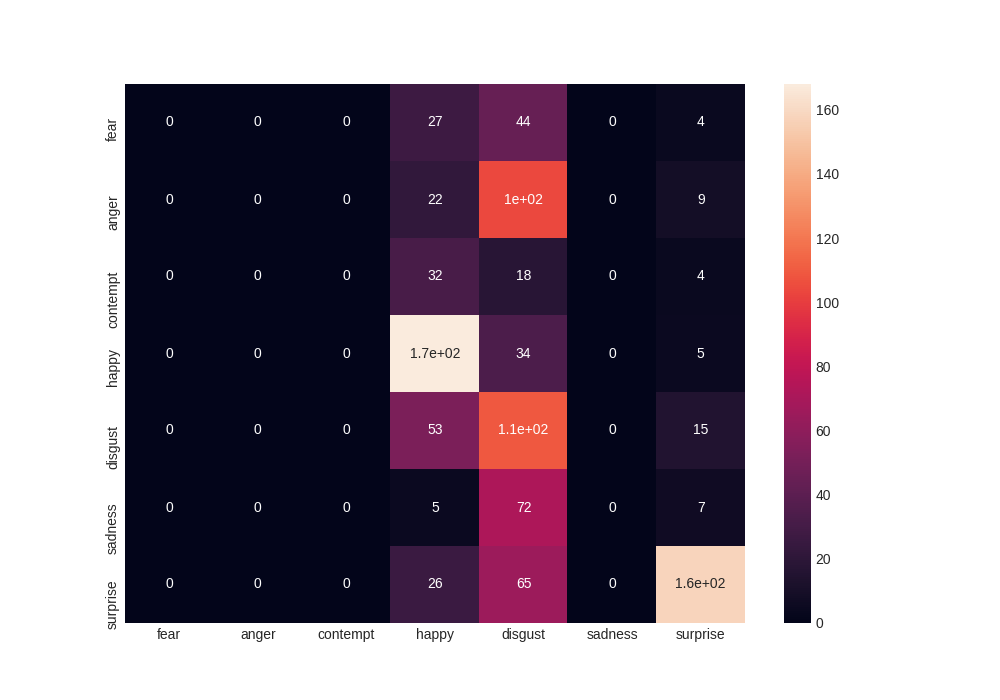 fear 0 0 0 27 44 0 4
anger 0 0 0 22 1e+02 0 9
contempt 0 0 0 32 18 0 4
happy 0 0 0 1.7e+02 34 0 5
disgust 0 0 0 53 1.1e+02 0 15
sadness 0 0 0 5 72 0 7
surprise 0 0 0 26 65 0 1.6e+02
fear anger contempt happy disgust sadness surprise
160
140
120
100
80
60
40
20
0